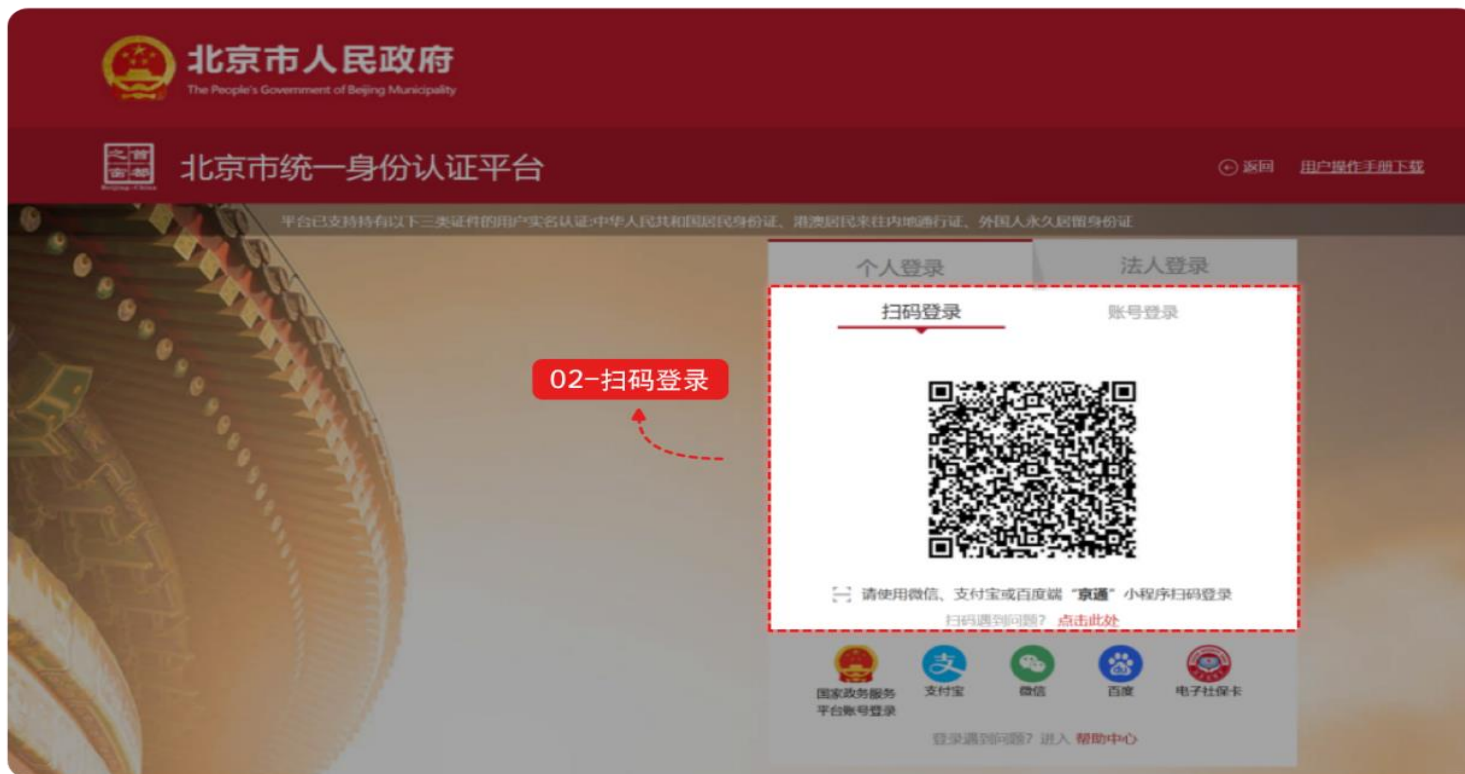 北京市人民政府
The People's Government of Beijing Municipality
首都之窗
Beijing-China
北京市统一身份认证平台
返回 用户操作手册下载
平台已支持持有以下三类证件的用户实名认证:中华人民共和国居民身份证、港澳居民来往内地通行证、外国人永久居留身份证
个人登录 法人登录
扫码登录 账号登录
02-扫码登录
请使用微信、支付宝或百度端“京通”小程序扫码登录
扫码遇到问题? 点击此处
国家政务服务平台账号登录 支付宝 微信 百度 电子社保卡
登录遇到问题? 进入 帮助中心